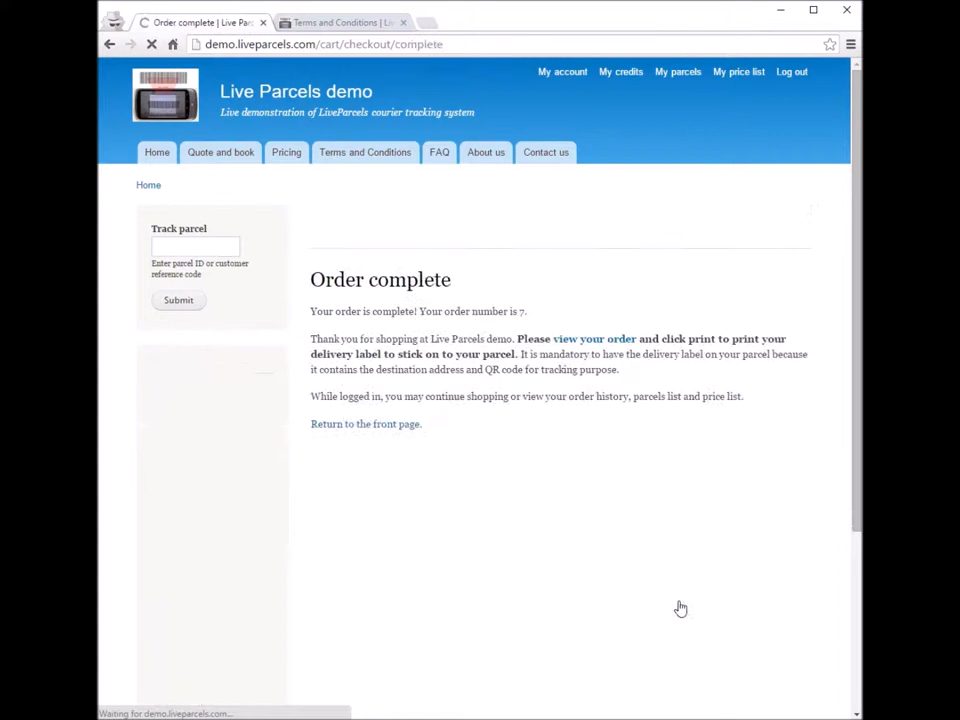 Order complete | Live Par
Terms and Conditions | Li
demo.liveparcels.com/cart/checkout/complete
My account My credits My parcels My price list Log out
Live Parcels demo
Live demonstration of LiveParcels courier tracking system
Home Quote and book Pricing Terms and Conditions FAQ About us Contact us
Home
Track parcel
Enter parcel ID or customer
reference code
Submit
Order complete
Your order is complete! Your order number is 7.
Thank you for shopping at Live Parcels demo. Please view your order and click print to print your
delivery label to stick on to your parcel. It is mandatory to have the delivery label on your parcel because
it contains the destination address and QR code for tracking purpose.
While logged in, you may continue shopping or view your order history, parcels list and price list.
Return to the front page.
Waiting for demo.liveparcels.com...